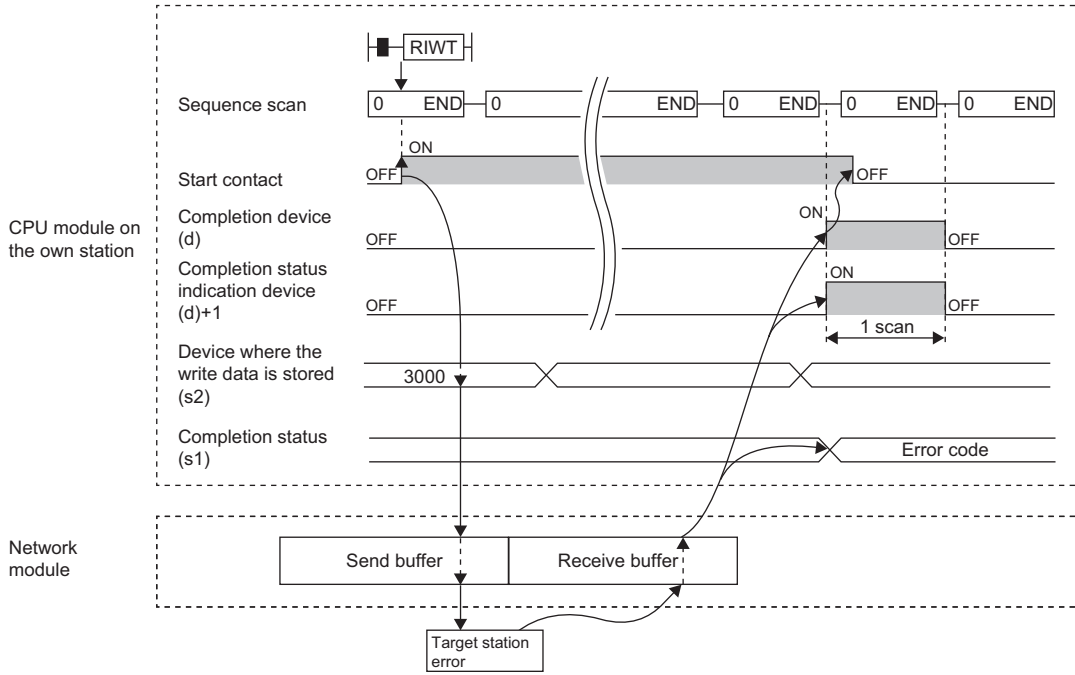 RIWT
Sequence scan
0 END 0 END 0 END 0 END 0 END
ON
Start contact
OFF
OFF
CPU module on
the own station
Completion device
(d)
ON
OFF
OFF
Completion status
indication device
(d)+1
ON
OFF
OFF
1 scan
Device where the
write data is stored
(s2)
3000
Completion status
(s1)
Error code
Network
module
Send buffer
Receive buffer
Target station
error